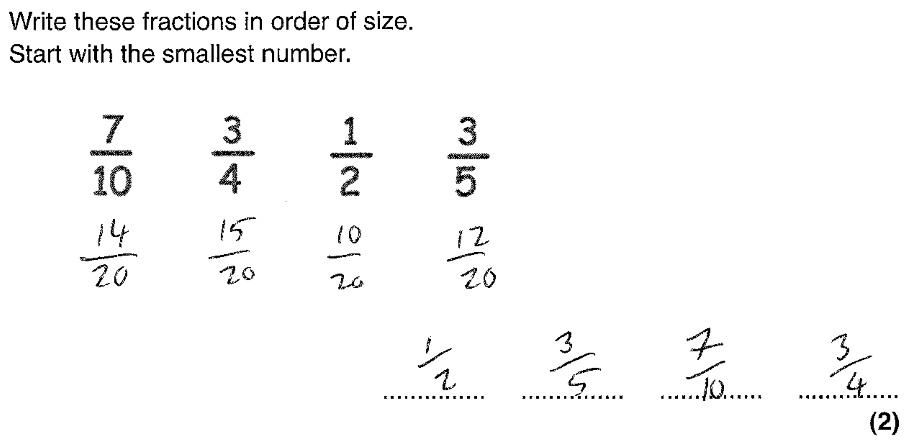 Write these fractions in order of size.
Start with the smallest number.
7/10 3/4 1/2 3/5
14/20 15/20 10/20 12/20
1/2 3/5 7/10 3/4
(2)